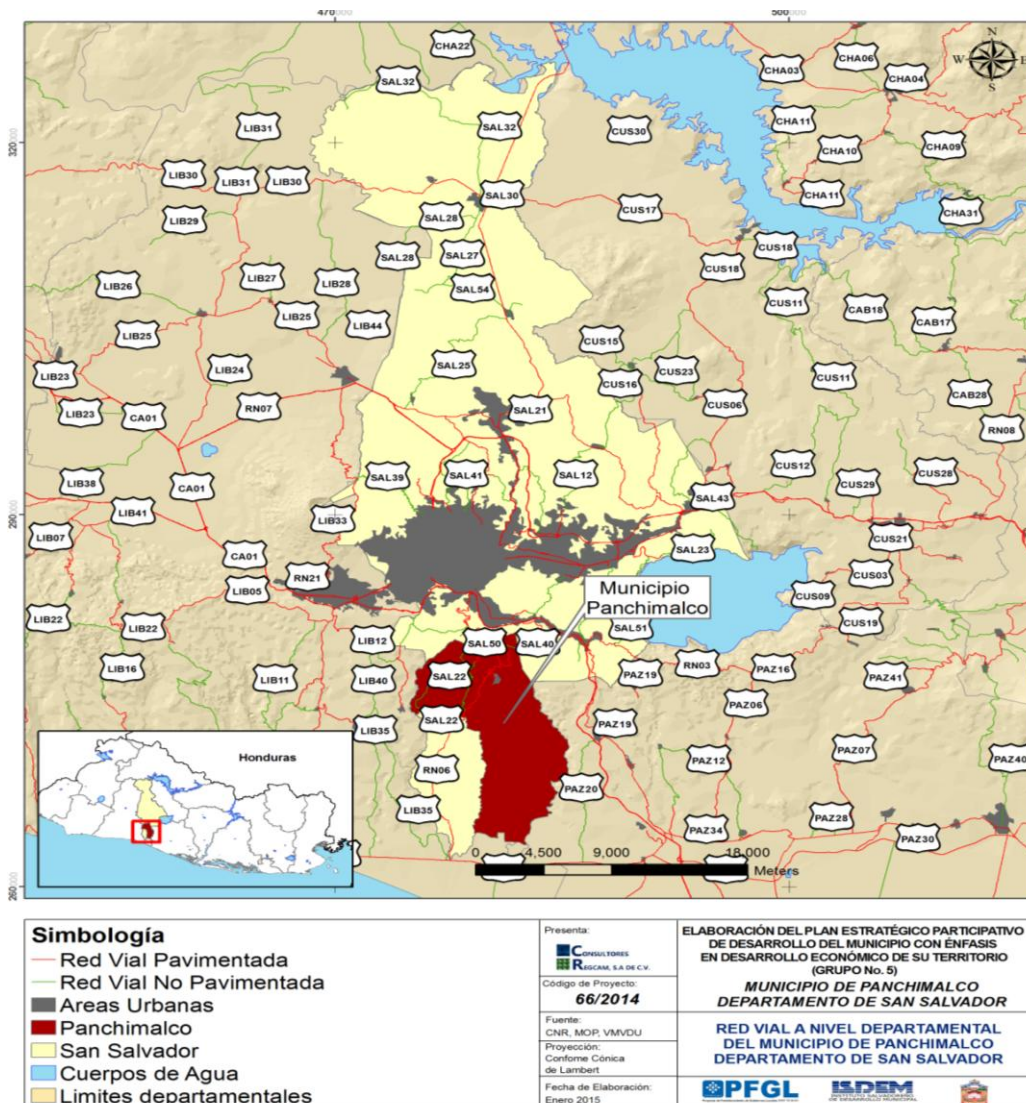 470000
500000
CHA22
CHA06
CHA03
CHA04
SAL32
N
W
E
S
LIB31
SAL32
CUS30
CHA11
CHA10
CHA09
320000
LIB30
LIB31
LIB30
SAL30
CHA11
LIB29
SAL28
CUS17
CHA31
SAL28
SAL27
CUS18
CUS18
LIB26
LIB27
LIB28
SAL54
LIB25
LIB44
CUS11
CAB18
CAB17
LIB25
CUS15
LIB23
LIB24
SAL25
CUS16
CUS23
CUS11
LIB23
CA01
RN07
SAL21
CUS06
CAB28
RN08
LIB38
CA01
SAL39
SAL41
SAL12
CUS12
CUS29
CUS28
SAL43
290000
LIB41
LIB33
LIB07
CUS21
CA01
SAL23
RN21
LIB05
CUS03
CUS09
Municipio
Panchimalco
LIB22
LIB22
LIB12
SAL50
SAL40
SAL51
CUS19
LIB16
LIB11
LIB40
SAL22
PAZ19
RN03
PAZ16
PAZ41
LIB35
SAL22
PAZ19
PAZ06
RN06
PAZ12
PAZ07
PAZ40
Honduras
LIB35
PAZ20
PAZ34
PAZ28
PAZ30
260000
0 4,500 9,000 18,000
Meters
Simbología
Red Vial Pavimentada
Red Vial No Pavimentada
Areas Urbanas
Panchimalco
San Salvador
Cuerpos de Agua
Limites departamentales
Presenta:
CONSULTORES
REGCAM, S.A DE C.V.
Código de Proyecto:
66/2014
Fuente:
CNR, MOP, VMVDU
Proyección:
Confome Cónica
de Lambert
Fecha de Elaboración:
Enero 2015
ELABORACIÓN DEL PLAN ESTRATÉGICO PARTICIPATIVO
DE DESARROLLO DEL MUNICIPIO CON ÉNFASIS
EN DESARROLLO ECONÓMICO DE SU TERRITORIO
(GRUPO No. 5)
MUNICIPIO DE PANCHIMALCO
DEPARTAMENTO DE SAN SALVADOR
RED VIAL A NIVEL DEPARTAMENTAL
DEL MUNICIPIO DE PANCHIMALCO
DEPARTAMENTO DE SAN SALVADOR
PFGL
ISDEM
INSTITUTO SALVADOREÑO
DE DESARROLLO MUNICIPAL